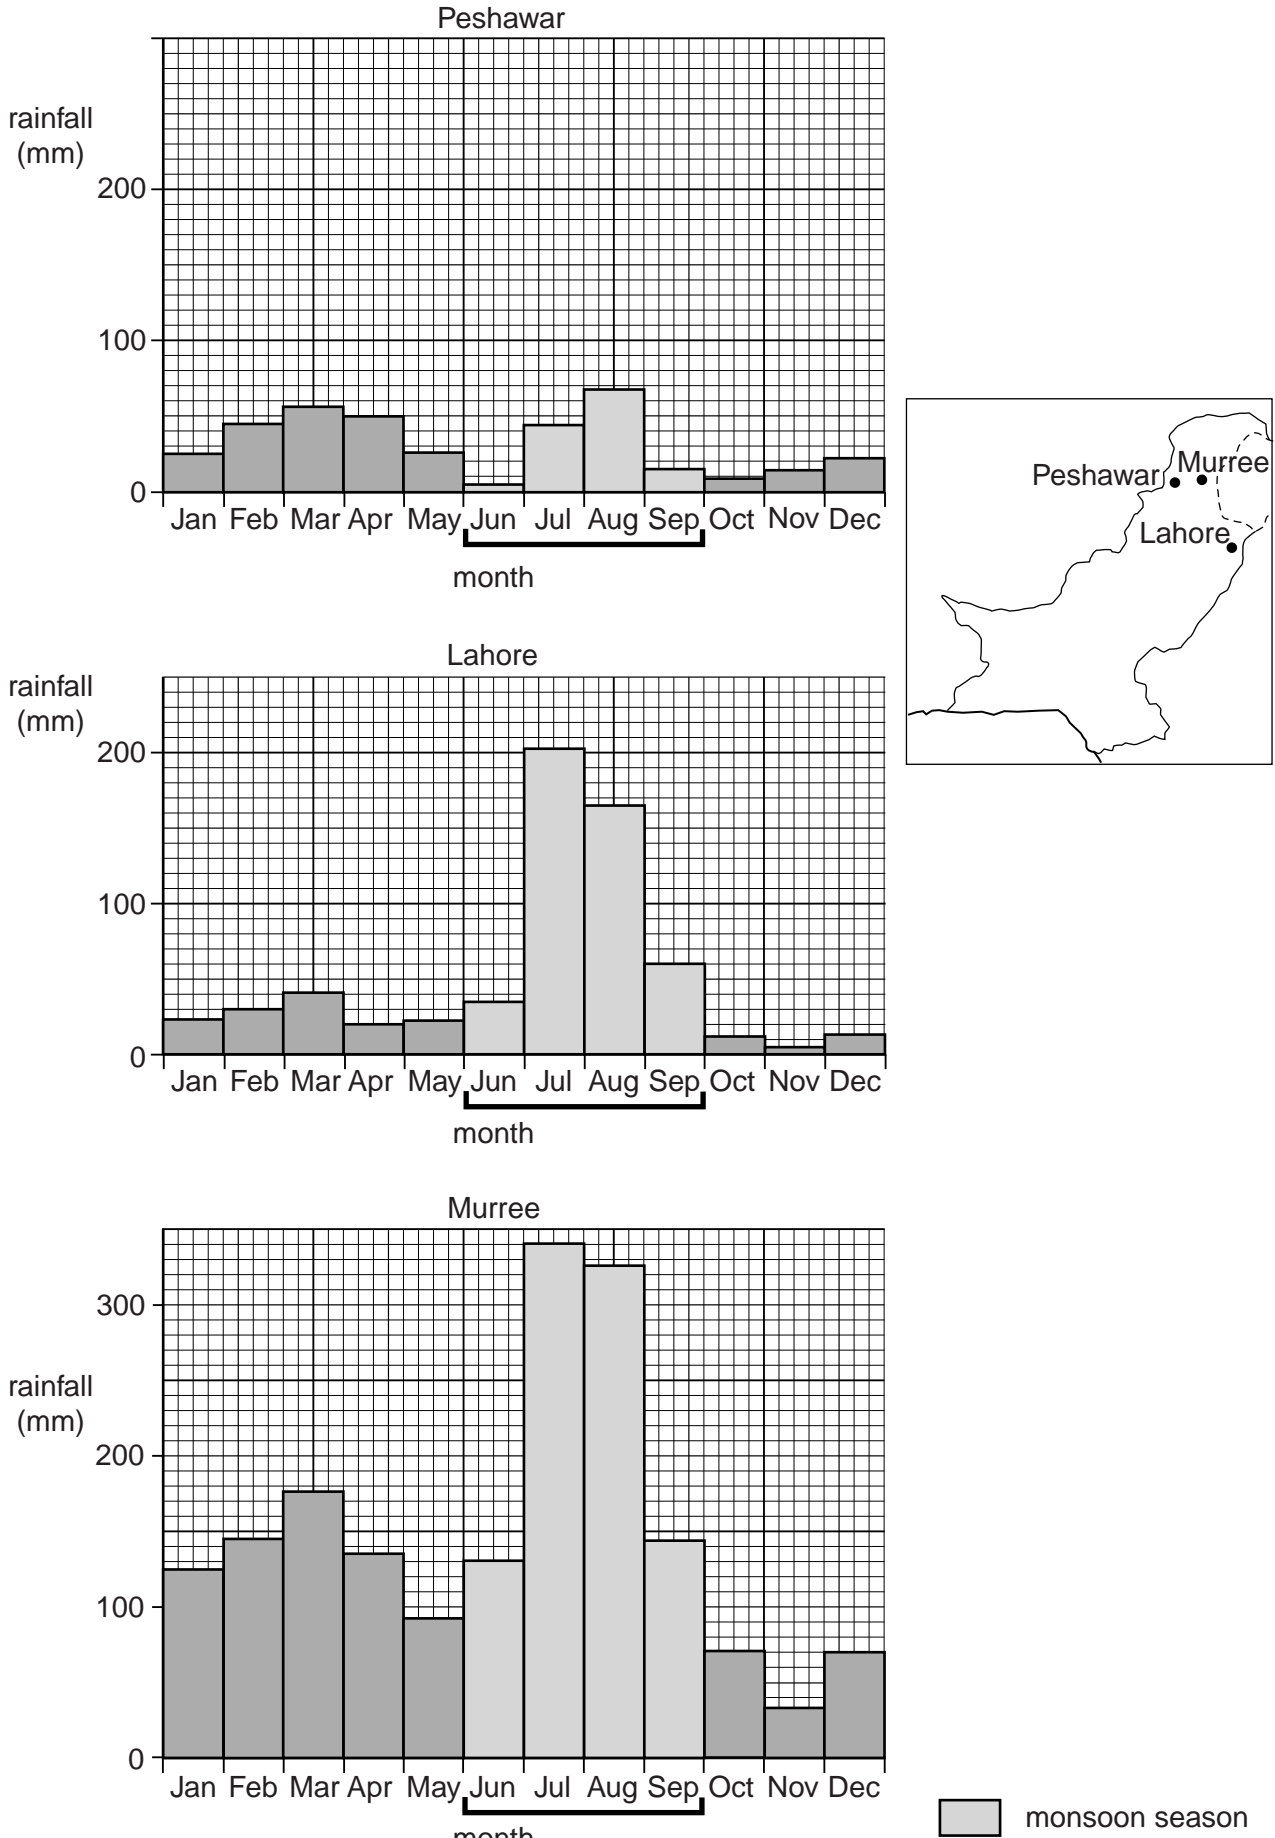 Peshawar
rainfall
(mm)
200
100
0
Jan Feb Mar Apr May Jun Jul Aug Sep Oct Nov Dec
month
Peshawar Murree
Lahore
Lahore
rainfall
(mm)
200
100
0
Jan Feb Mar Apr May Jun Jul Aug Sep Oct Nov Dec
month
Murree
300
rainfall
(mm)
200
100
0
Jan Feb Mar Apr May Jun Jul Aug Sep Oct Nov Dec
month
monsoon season